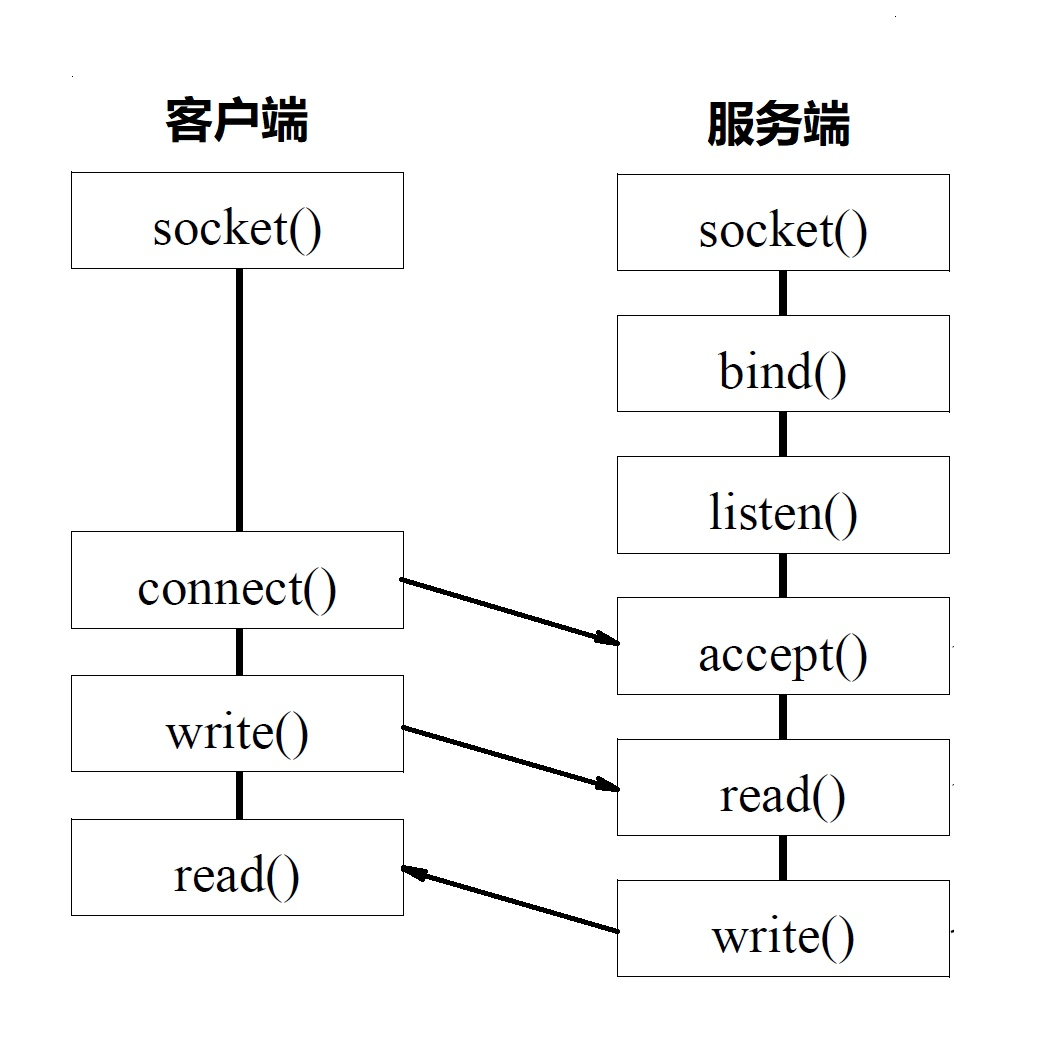 客户端
socket()
connect()
write()
read()
服务端
socket()
bind()
listen()
accept()
read()
write()